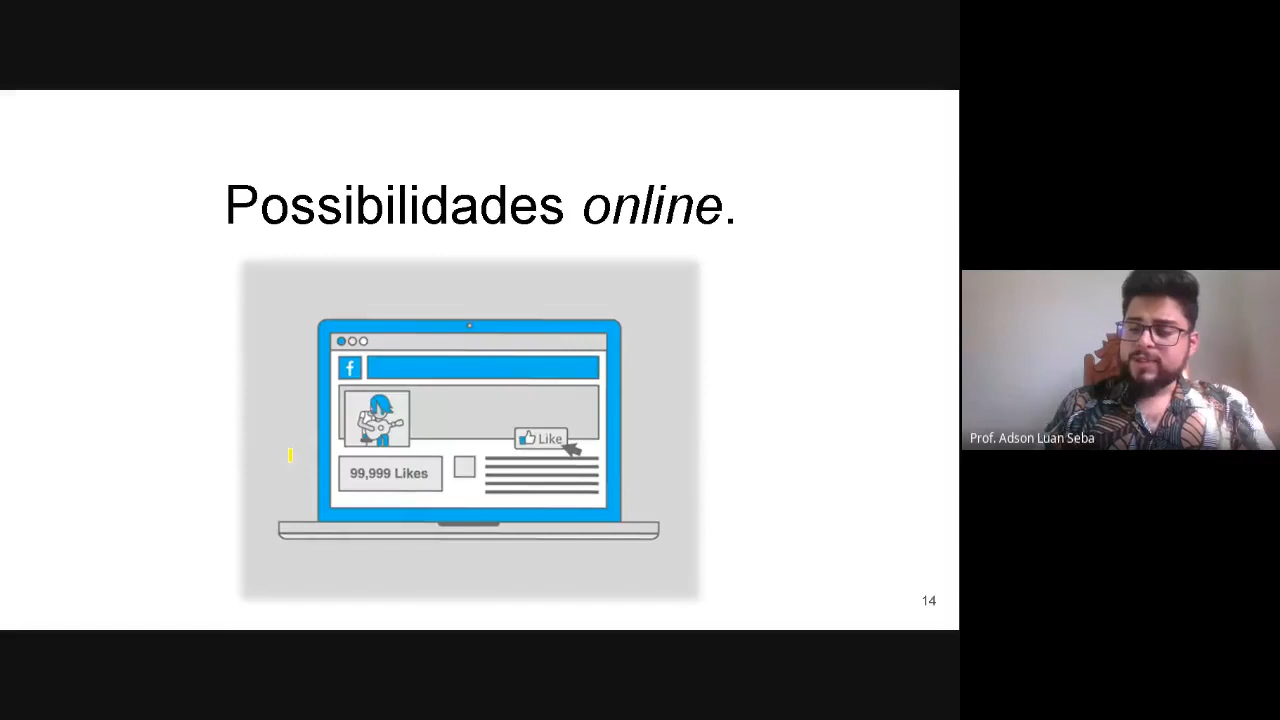 Possibilidades online.
f
Like
99,999 Likes
14
Prof. Adson Luan Seba